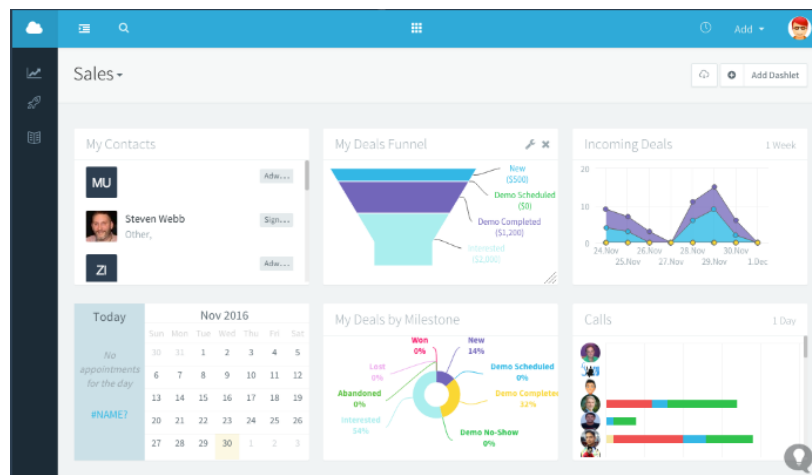 Add
Sales
Add Dashlet
My Contacts
MU
Adw...
Steven Webb
Other,
Sign...
ZI
Adw...
My Deals Funnel
New
($500)
Demo Scheduled
($0)
Demo Completed
($1,200)
Interested
($2,000)
Incoming Deals
1 Week
20
10
0
24.Nov
25.Nov
26.Nov
27.Nov
28.Nov
29.Nov
30.Nov
1.Dec
Today
No
appointments
for the day
#NAME?
Nov 2016
Sun Mon Tue Wed Thu Fri Sat
30 31 1 2 3 4 5
6 7 8 9 10 11 12
13 14 15 16 17 18 19
20 21 22 23 24 25 26
27 28 29 30 1 2 3
My Deals by Milestone
Won
0%
New
14%
Lost
0%
Demo Scheduled
0%
Abandoned
0%
Demo Complete
32%
Interested
54%
Demo No-Show
0%
Calls
1 Day